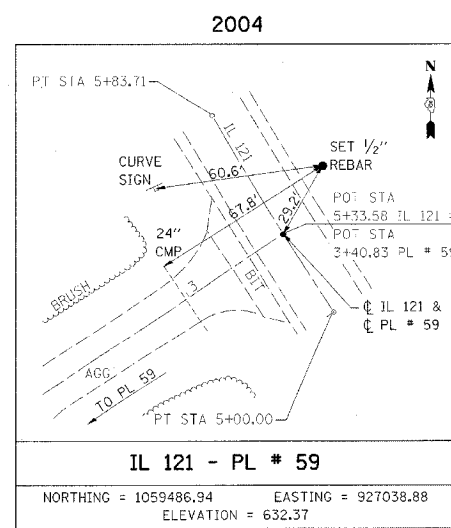 2004
PT STA 5+83.71
N
IL 121
SET 1/2"
REBAR
CURVE
SIGN
60.6'
67.8'
29.2'
POT STA
5+33.58 IL 121 =
POT STA
3+40.83 PL # 59
24"
CMP
BRUSH
3
BIT
℄ IL 121 &
℄ PL # 59
AGG
TO PL 59
PT STA 5+00.00
IL 121 - PL # 59
NORTHING = 1059486.94 EASTING = 927038.88
ELEVATION = 632.37